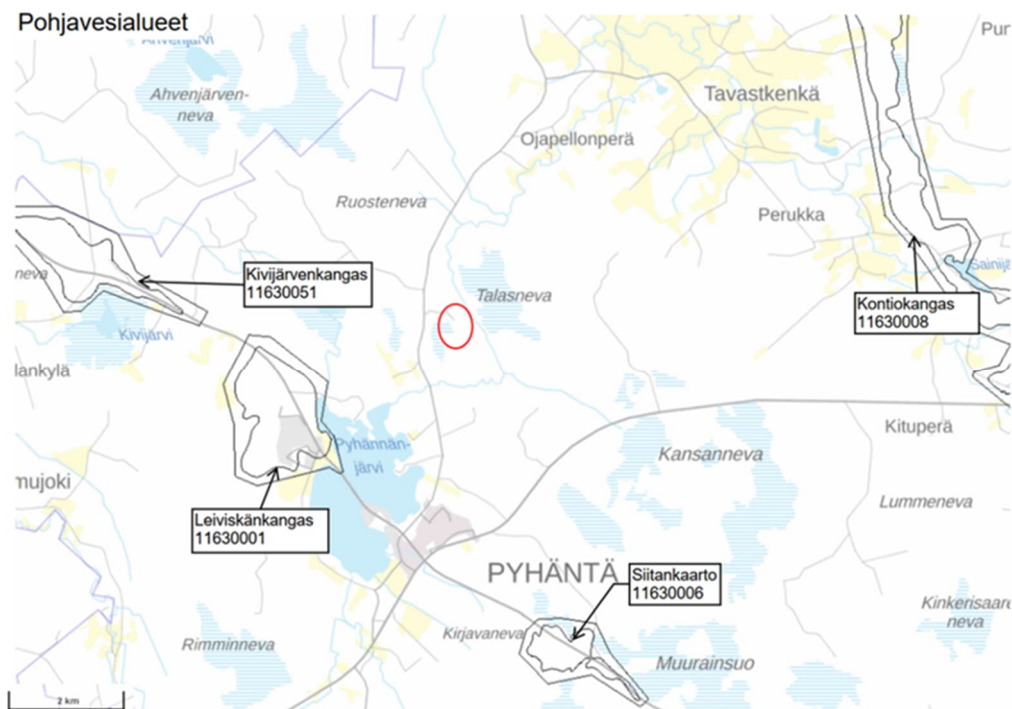 Pohjavesialueet
Ahvenjärvi
Ahvenjärven-
neva
Pur
Tavastkenkä
Ojapellonperä
Ruosteneva
Perukka
neva
Kivijärvenkangas
11630051
Talasneva
Sainijä
Kontiokangas
11630008
Kivijärvi
lankylä
Pyhännän-
järvi
Kituperä
Kansanneva
mujoki
Lummeneva
Leiviskänkangas
11630001
PYHÄNTÄ
Siitankaarto
11630006
Kinkerisaare
neva
Kirjavaneva
Rimminneva
Muurainsuo
2 km